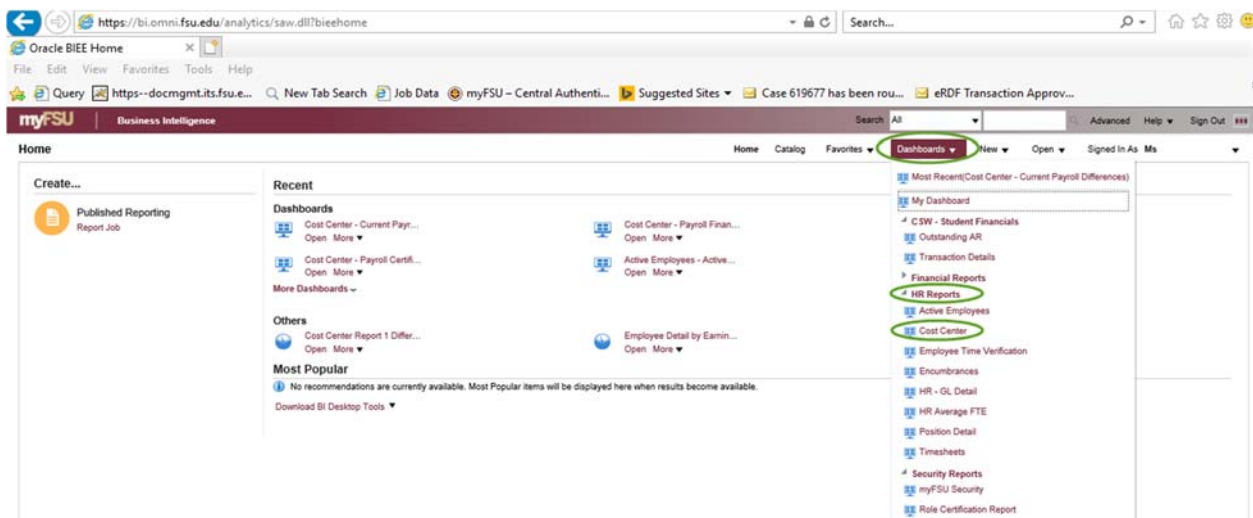 https://bi.omni.fsu.edu/analytics/saw.dll?bieehome
Search...
Oracle BIEE Home
File Edit View Favorites Tools Help
Query https--docmgmt.its.fsu.e... New Tab Search Job Data myFSU – Central Authenti... Suggested Sites Case 619677 has been rou... eRDF Transaction Approv...
myFSU Business Intelligence Search All Advanced Help Sign Out
Home Home Catalog Favorites Dashboards New Open Signed In As Ms
Create...
Published Reporting
Report Job
Recent
Dashboards
Cost Center - Current Payr...
Open More
Cost Center - Payroll Finan...
Open More
Cost Center - Payroll Certifi...
Open More
Active Employees - Active...
Open More
More Dashboards
Others
Cost Center Report 1 Differ...
Open More
Employee Detail by Earnin...
Open More
Most Popular
No recommendations are currently available. Most Popular items will be displayed here when results become available.
Download BI Desktop Tools
Most Recent(Cost Center - Current Payroll Differences)
My Dashboard
CSW - Student Financials
Outstanding AR
Transaction Details
Financial Reports
HR Reports
Active Employees
Cost Center
Employee Time Verification
Encumbrances
HR - GL Detail
HR Average FTE
Position Detail
Timesheets
Security Reports
myFSU Security
Role Certification Report